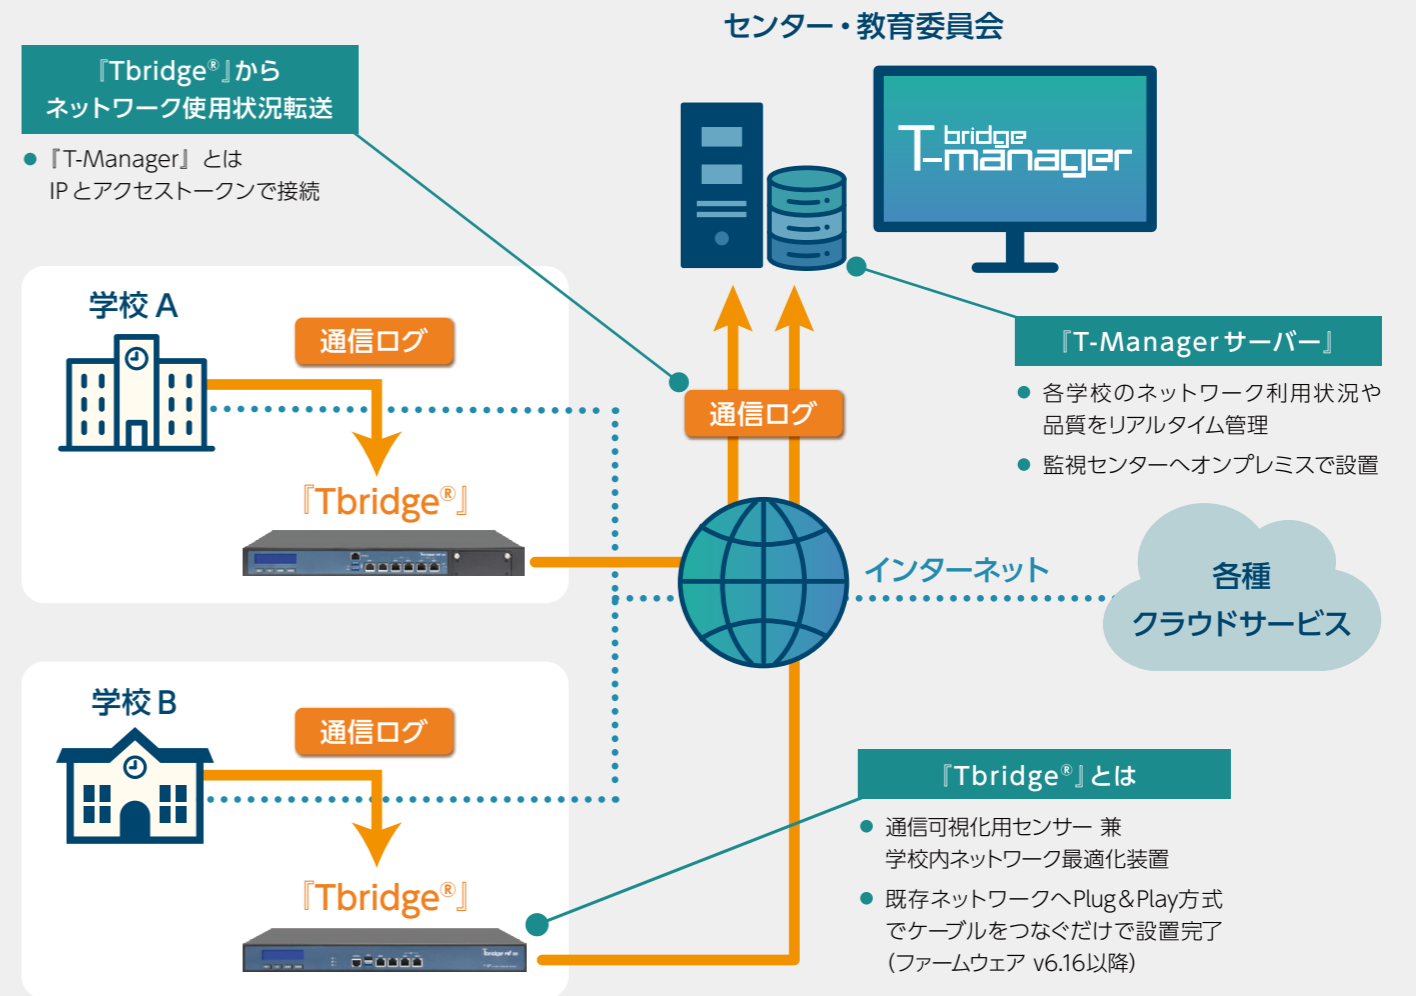 センター・教育委員会
『Tbridge®』から
ネットワーク使用状況転送
● 『T-Manager』とは
IPとアクセストークンで接続
bridge
T-manager
学校A
通信ログ
『Tbridge®』
通信ログ
『T-Managerサーバー』
● 各学校のネットワーク利用状況や
品質をリアルタイム管理
● 監視センターへオンプレミスで設置
インターネット
各種
クラウドサービス
学校B
通信ログ
『Tbridge®』
『Tbridge®』とは
● 通信可視化用センサー 兼
学校内ネットワーク最適化装置
● 既存ネットワークへPlug&Play方式
でケーブルをつなぐだけで設置完了
（ファームウェア v6.16以降）